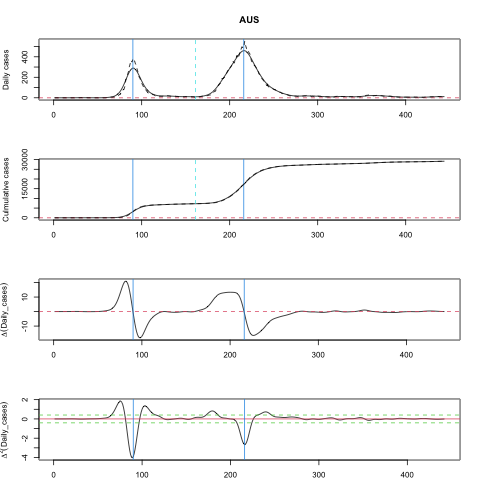 AUS
Daily cases
400
200
0
0 100 200 300 400
Culmulative cases
30000
15000
0
0 100 200 300 400
Δ(Daily_cases)
10
-10
0 100 200 300 400
Δ²(Daily_cases)
2
0
-2
-4
0 100 200 300 400